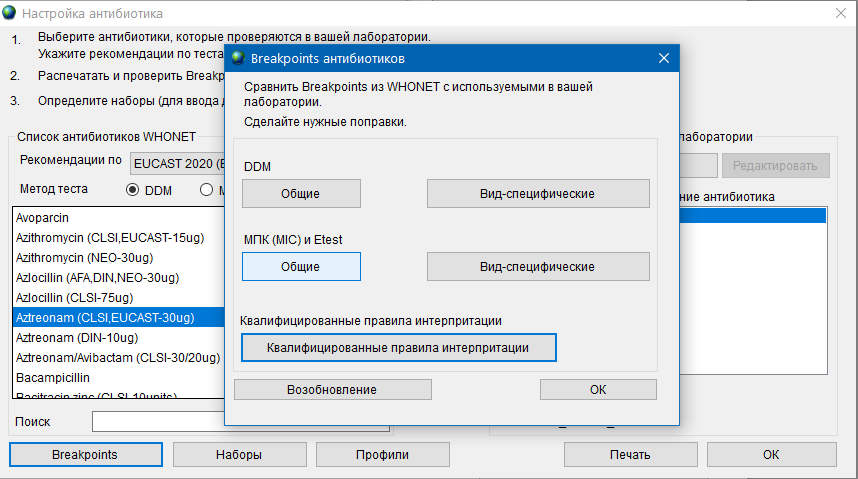 Настройка антибиотика
1. Выберите антибиотики, которые проверяются в вашей лаборатории.
Укажите рекомендации по теста
2. Распечатать и проверить Breakp
3. Определите наборы (для ввода д
Список антибиотиков WHONET
лаборатории
Рекомендации по
EUCAST 2020 (E
Редактировать
Метод теста
DDM
ние антибиотика
Avoparcin
Azithromycin (CLSI,EUCAST-15ug)
Azithromycin (NEO-30ug)
Azlocillin (AFA,DIN,NEO-30ug)
Azlocillin (CLSI-75ug)
Aztreonam (CLSI,EUCAST-30ug)
Aztreonam (DIN-10ug)
Aztreonam/Avibactam (CLSI-30/20ug)
Bacampicillin
Bacitracin zinc (CLSI-10units)
Поиск
Breakpoints
Наборы
Профили
Печать
ОК
Breakpoints антибиотиков
Сравнить Breakpoints из WHONET с используемыми в вашей
лаборатории.
Сделайте нужные поправки.
DDM
Общие
Вид-специфические
МПК (MIC) и Etest
Общие
Вид-специфические
Квалифицированные правила интерпритации
Квалифицированные правила интерпритации
Возобновление
ОК